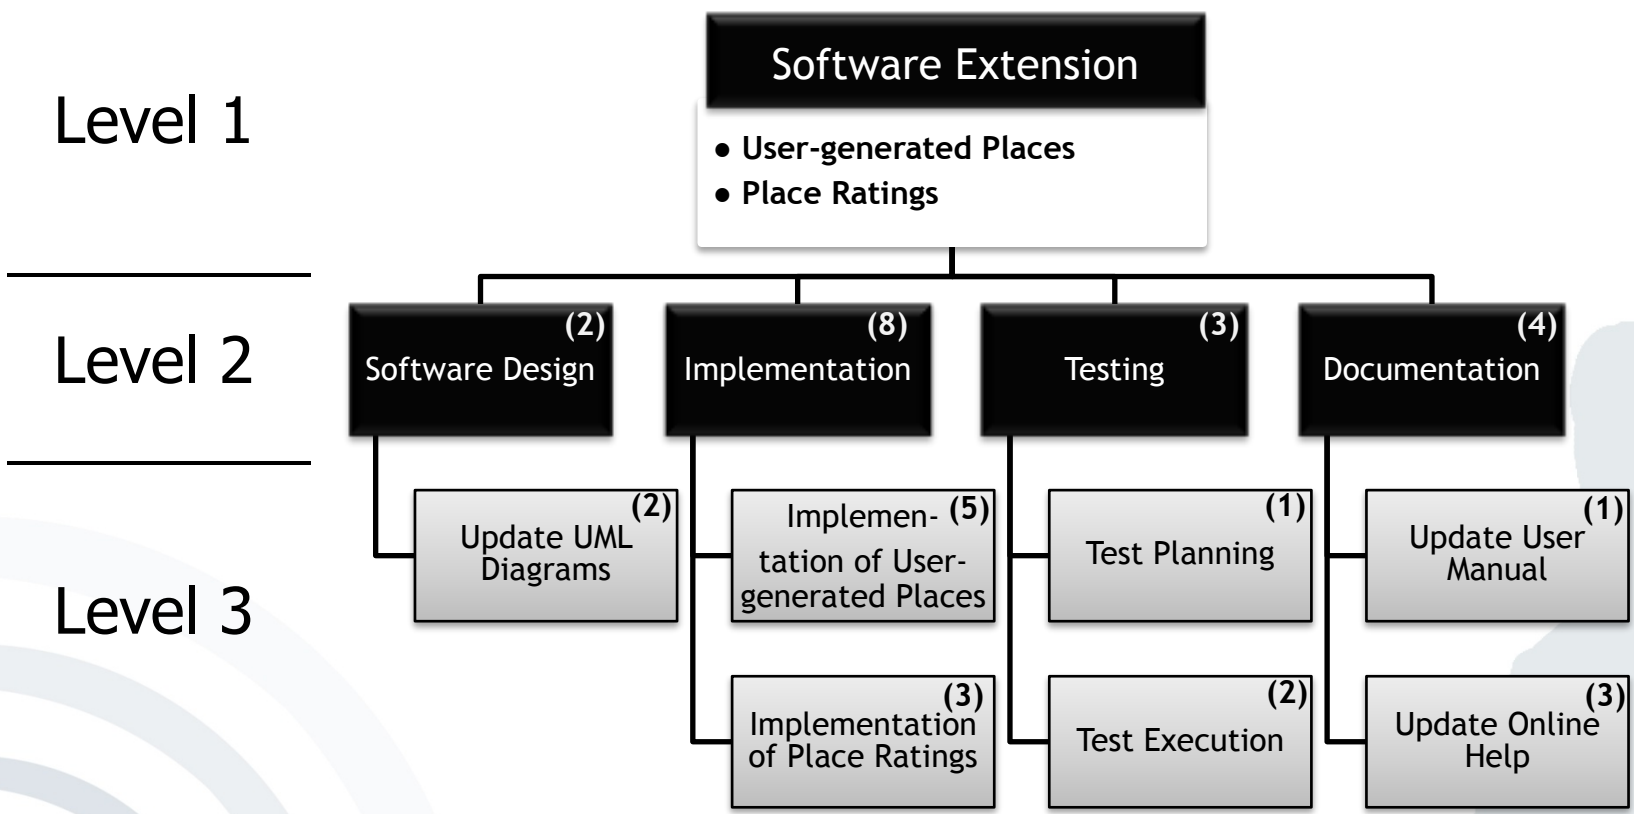 Level 1
Software Extension
● User-generated Places
● Place Ratings
Level 2
(2)
Software Design
(8)
Implementation
(3)
Testing
(4)
Documentation
Level 3
(2)
Update UML
Diagrams
Implemen- (5)
tation of User-
generated Places
(1)
Test Planning
(1)
Update User
Manual
(3)
Implementation
of Place Ratings
(2)
Test Execution
(3)
Update Online
Help